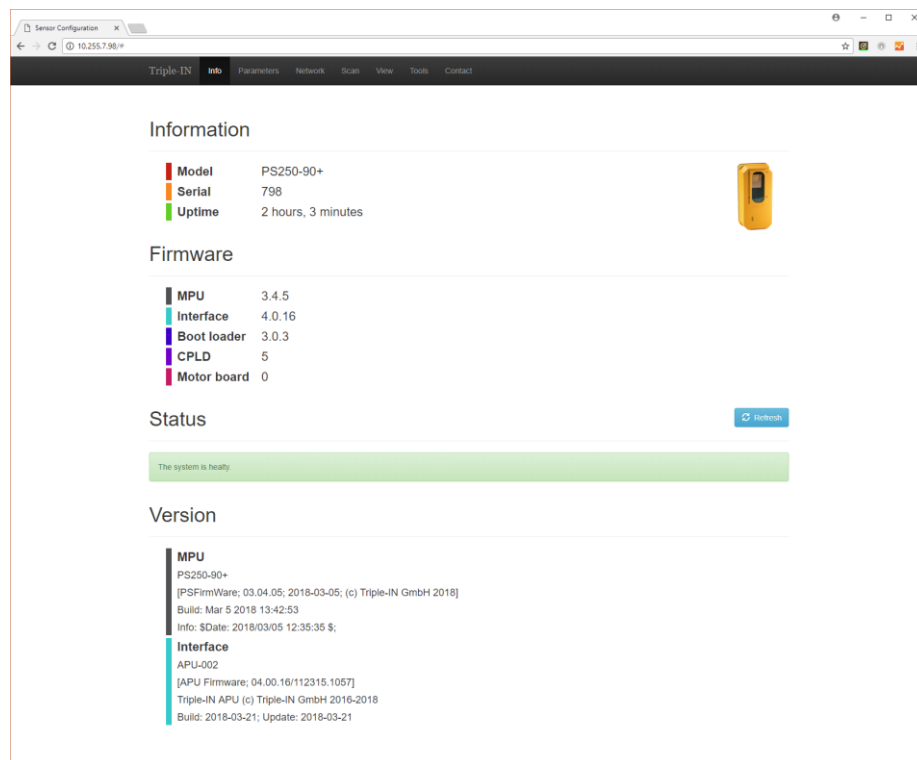 Sensor Configuration
10.255.7.98/#
Triple-IN Info Parameters Network Scan View Tools Contact
Information
Model PS250-90+
Serial 798
Uptime 2 hours, 3 minutes
Firmware
MPU 3.4.5
Interface 4.0.16
Boot loader 3.0.3
CPLD 5
Motor board 0
Status Refresh
The system is healty.
Version
MPU
PS250-90+
[PSFirmWare; 03.04.05; 2018-03-05; (c) Triple-IN GmbH 2018]
Build: Mar 5 2018 13:42:53
Info: $Date: 2018/03/05 12:35:35 $;
Interface
APU-002
[APU Firmware; 04.00.16/112315.1057]
Triple-IN APU (c) Triple-IN GmbH 2016-2018
Build: 2018-03-21; Update: 2018-03-21